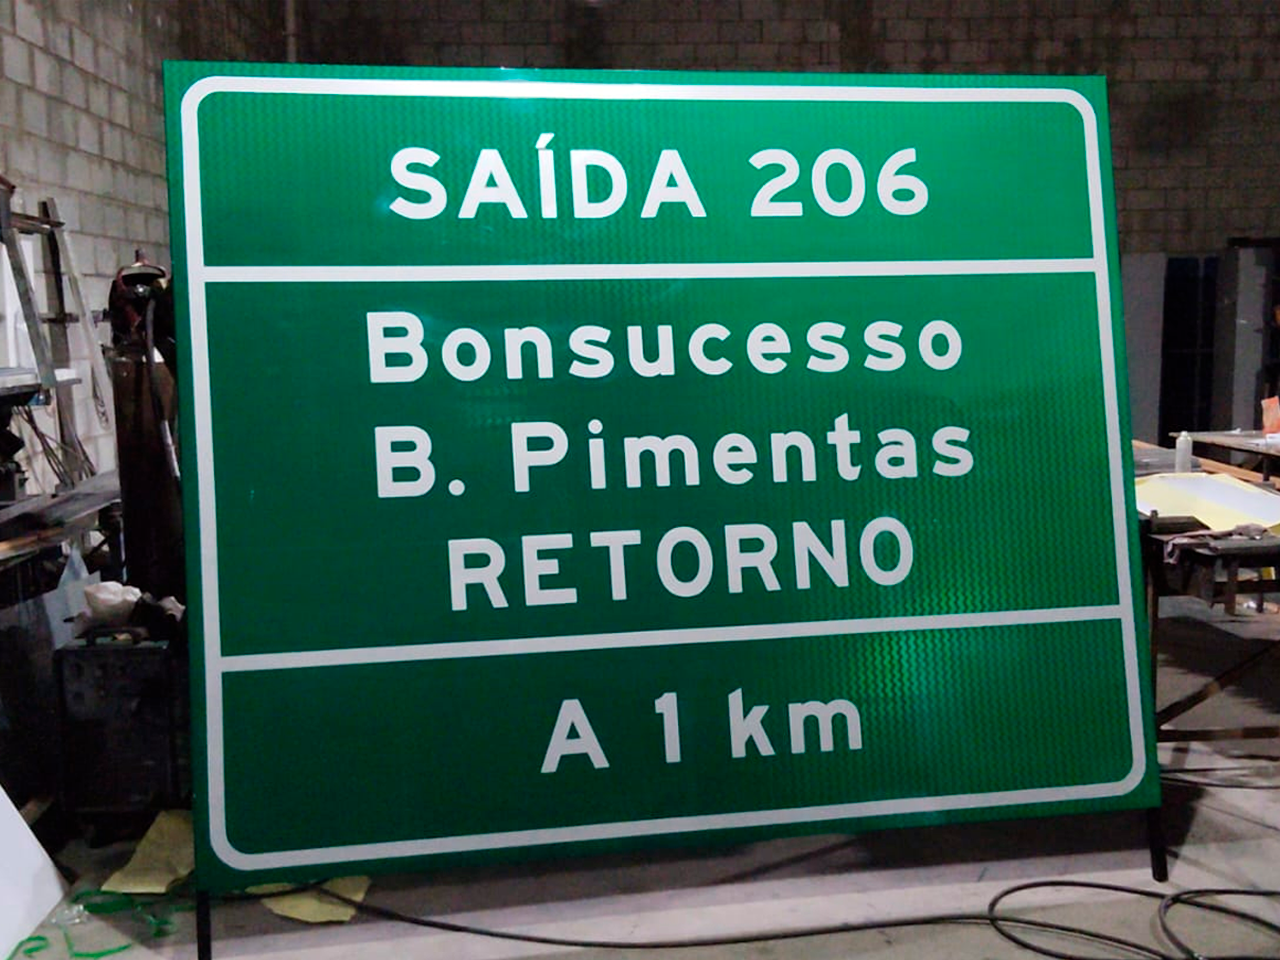 SAÍDA 206
Bonsucesso
B. Pimentas
RETORNO
A 1 km